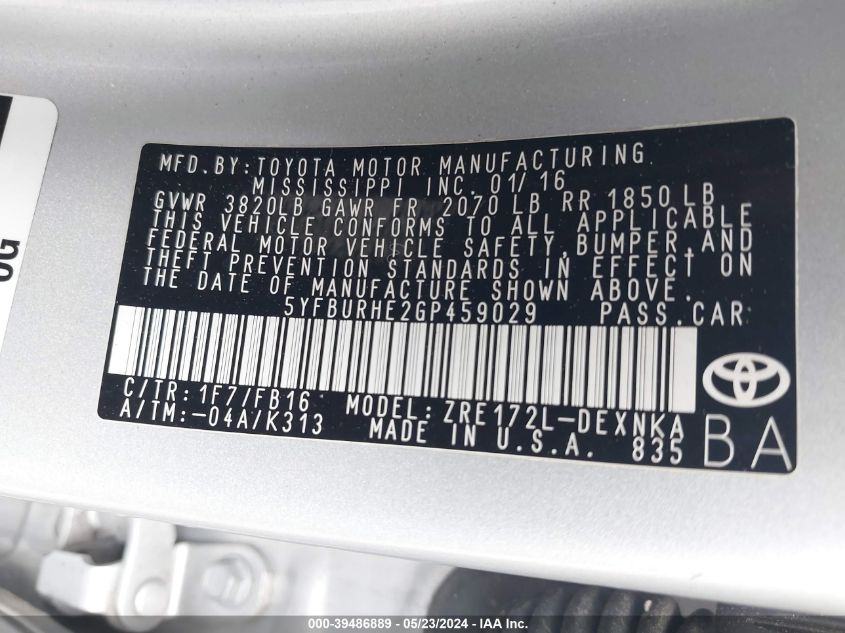 MFD.BY:TOYOTA MOTOR MANUFACTURING
MISSISSIPPI INC. 01/16
GVWR 3820LB GAWR FR 2070 LB RR 1850 LB
THIS VEHICLE CONFORMS TO ALL APPLICABLE
FEDERAL MOTOR VEHICLE SAFETY,BUMPER,AND
THEFT PREVENTION STANDARDS IN EFFECT ON
THE DATE OF MANUFACTURE SHOWN ABOVE.
5YFBURHE2GP459029 PASS.CAR
C/TR:1F7/FB16 MODEL:ZRE172L-DEXNKA
A/TM:-04A/K313 MADE IN U.S.A. 835
BA
000-39486889 - 05/23/2024 - IAA Inc.